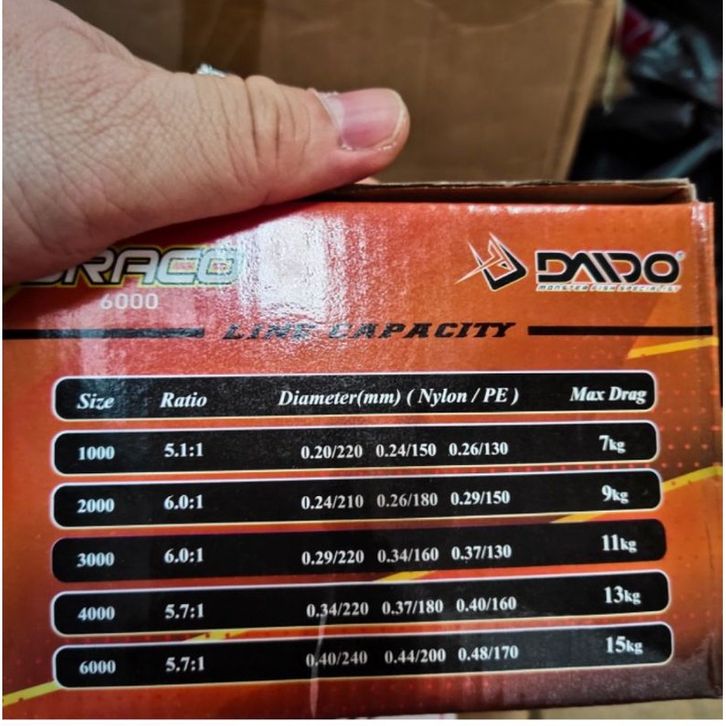 DRACO
6000
DAIDO
MONSTER FISH SPECIALIST
LINE CAPACITY
Size Ratio Diameter(mm) ( Nylon / PE ) Max Drag
1000 5.1:1 0.20/220 0.24/150 0.26/130 7kg
2000 6.0:1 0.24/210 0.26/180 0.29/150 9kg
3000 6.0:1 0.29/220 0.34/160 0.37/130 11kg
4000 5.7:1 0.34/220 0.37/180 0.40/160 13kg
6000 5.7:1 0.40/240 0.44/200 0.48/170 15kg